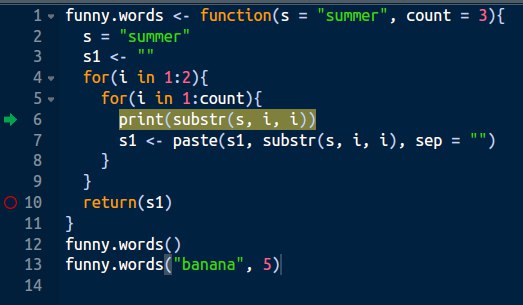 1 funny.words <- function(s = "summer", count = 3){
2 s = "summer"
3 s1 <- ""
4 for(i in 1:2){
5 for(i in 1:count){
6 print(substr(s, i, i))
7 s1 <- paste(s1, substr(s, i, i), sep = "")
8 }
9 }
10 return(s1)
11 }
12 funny.words()
13 funny.words("banana", 5)
14